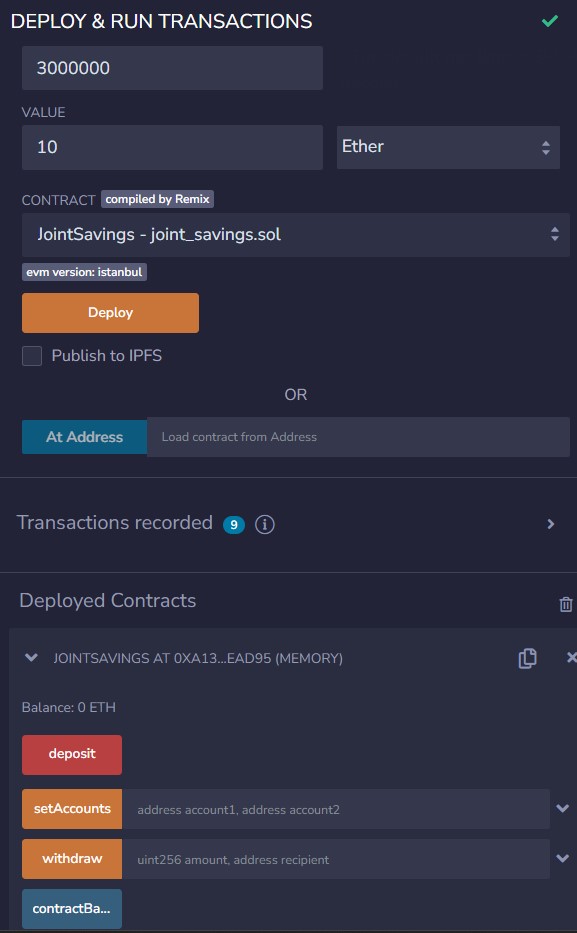 DEPLOY & RUN TRANSACTIONS
3000000
VALUE
10
Ether
CONTRACT compiled by Remix
JointSavings - joint_savings.sol
evm version: istanbul
Deploy
Publish to IPFS
OR
At Address Load contract from Address
Transactions recorded 9 i
Deployed Contracts
JOINTSAVINGS AT 0XA13...EAD95 (MEMORY)
Balance: 0 ETH
deposit
setAccounts address account1, address account2
withdraw uint256 amount, address recipient
contractBa...